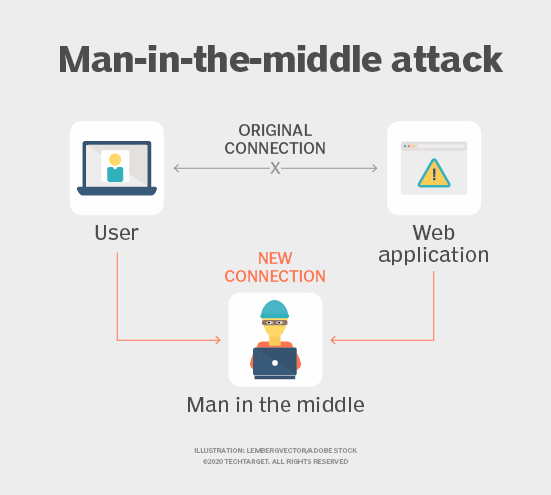 Man-in-the-middle attack
ORIGINAL
CONNECTION
X
!
User
Web
application
NEW
CONNECTION
Man in the middle
ILLUSTRATION: LEMBERGVECTOR/ADOBE STOCK
©2020 TECHTARGET. ALL RIGHTS RESERVED